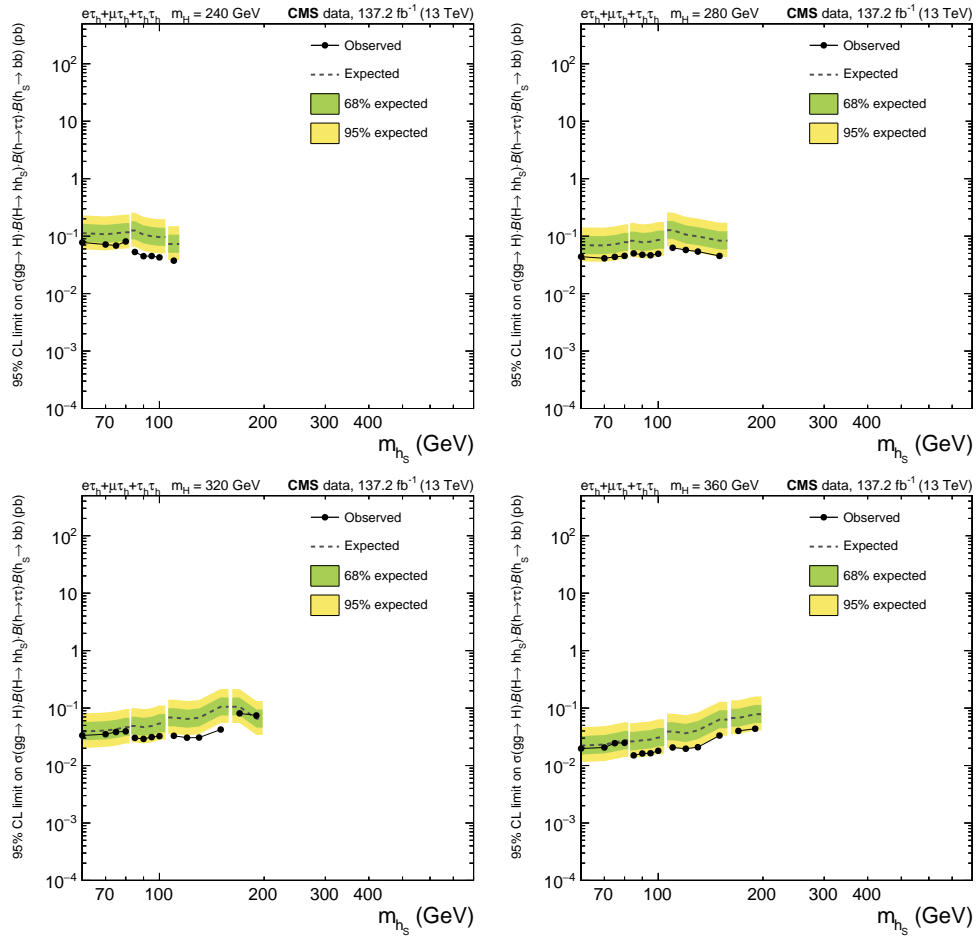 eτh+μτh+τhτh mH = 240 GeV CMS data, 137.2 fb⁻¹ (13 TeV)
95% CL limit on σ(gg→ H)·B(H→ hhS)·B(h→ττ)·B(hS→ bb) (pb)
Observed
Expected
68% expected
95% expected
10²
10
1
10⁻¹
10⁻²
10⁻³
10⁻⁴
70 100 200 300 400
mhS (GeV)
eτh+μτh+τhτh mH = 280 GeV CMS data, 137.2 fb⁻¹ (13 TeV)
95% CL limit on σ(gg→ H)·B(H→ hhS)·B(h→ττ)·B(hS→ bb) (pb)
Observed
Expected
68% expected
95% expected
10²
10
1
10⁻¹
10⁻²
10⁻³
10⁻⁴
70 100 200 300 400
mhS (GeV)
eτh+μτh+τhτh mH = 320 GeV CMS data, 137.2 fb⁻¹ (13 TeV)
95% CL limit on σ(gg→ H)·B(H→ hhS)·B(h→ττ)·B(hS→ bb) (pb)
Observed
Expected
68% expected
95% expected
10²
10
1
10⁻¹
10⁻²
10⁻³
10⁻⁴
70 100 200 300 400
mhS (GeV)
eτh+μτh+τhτh mH = 360 GeV CMS data, 137.2 fb⁻¹ (13 TeV)
95% CL limit on σ(gg→ H)·B(H→ hhS)·B(h→ττ)·B(hS→ bb) (pb)
Observed
Expected
68% expected
95% expected
10²
10
1
10⁻¹
10⁻²
10⁻³
10⁻⁴
70 100 200 300 400
mhS (GeV)